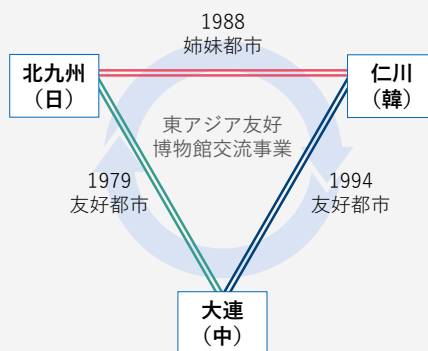 1988
姉妹都市
北九州
（日）
仁川
（韓）
東アジア友好
博物館交流事業
1979
友好都市
1994
友好都市
大連
（中）